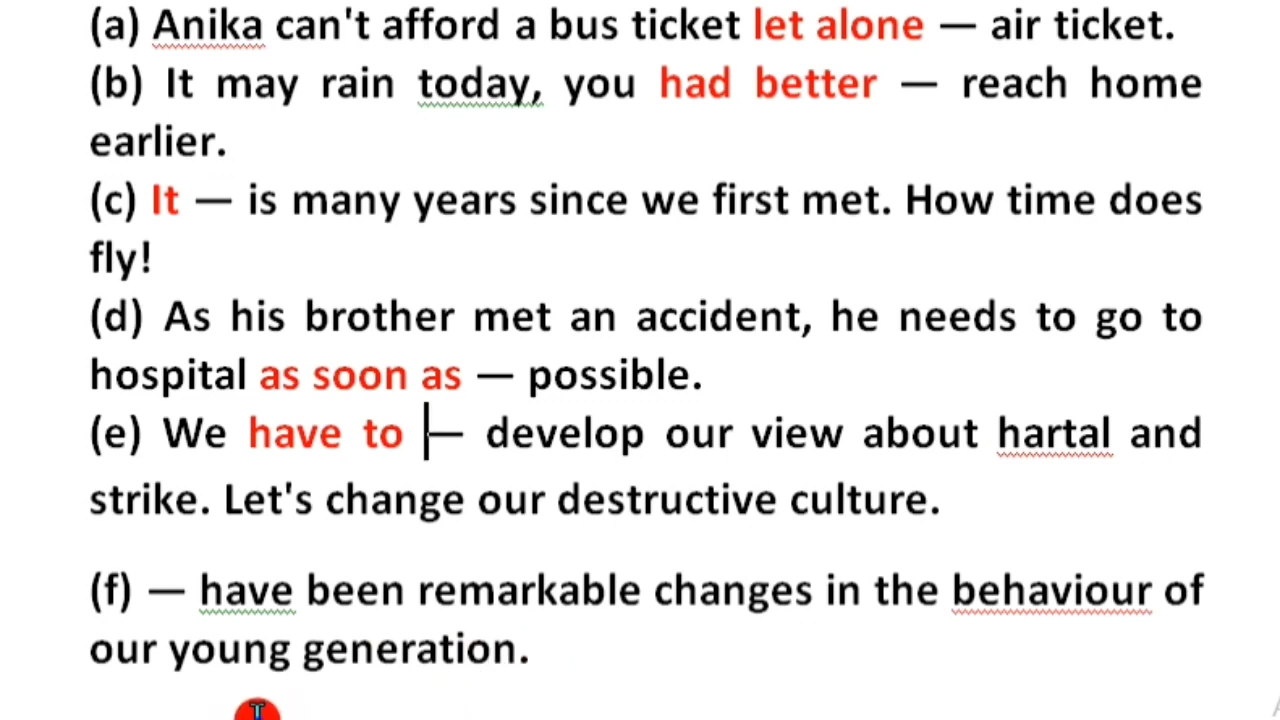 (a) Anika can't afford a bus ticket let alone — air ticket.
(b) It may rain today, you had better — reach home
earlier.
(c) It — is many years since we first met. How time does
fly!
(d) As his brother met an accident, he needs to go to
hospital as soon as — possible.
(e) We have to — develop our view about hartal and
strike. Let's change our destructive culture.
(f) — have been remarkable changes in the behaviour of
our young generation.